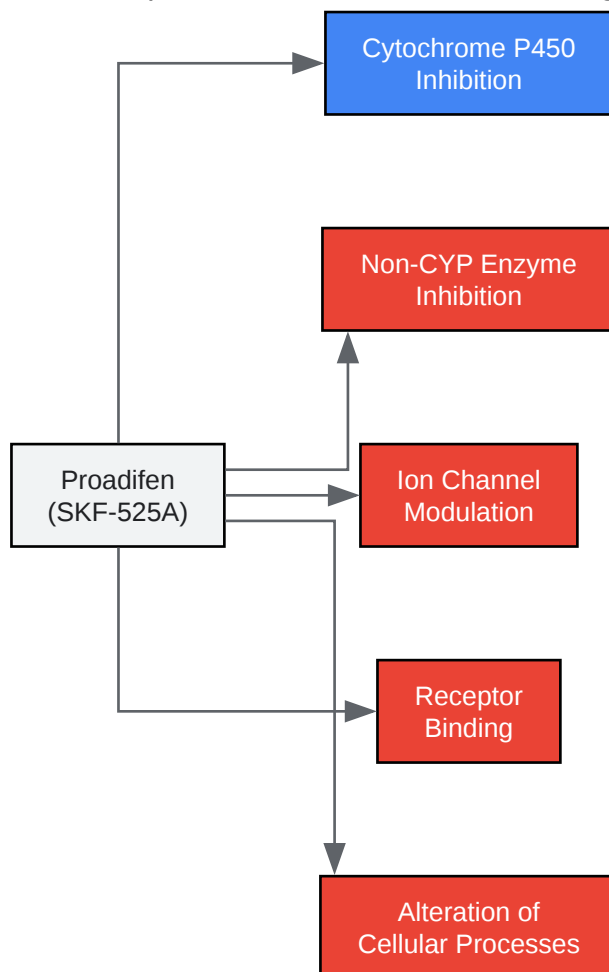 Cytochrome P450
Inhibition
Non-CYP Enzyme
Inhibition
Proadifen
(SKF-525A)
Ion Channel
Modulation
Receptor
Binding
Alteration of
Cellular Processes